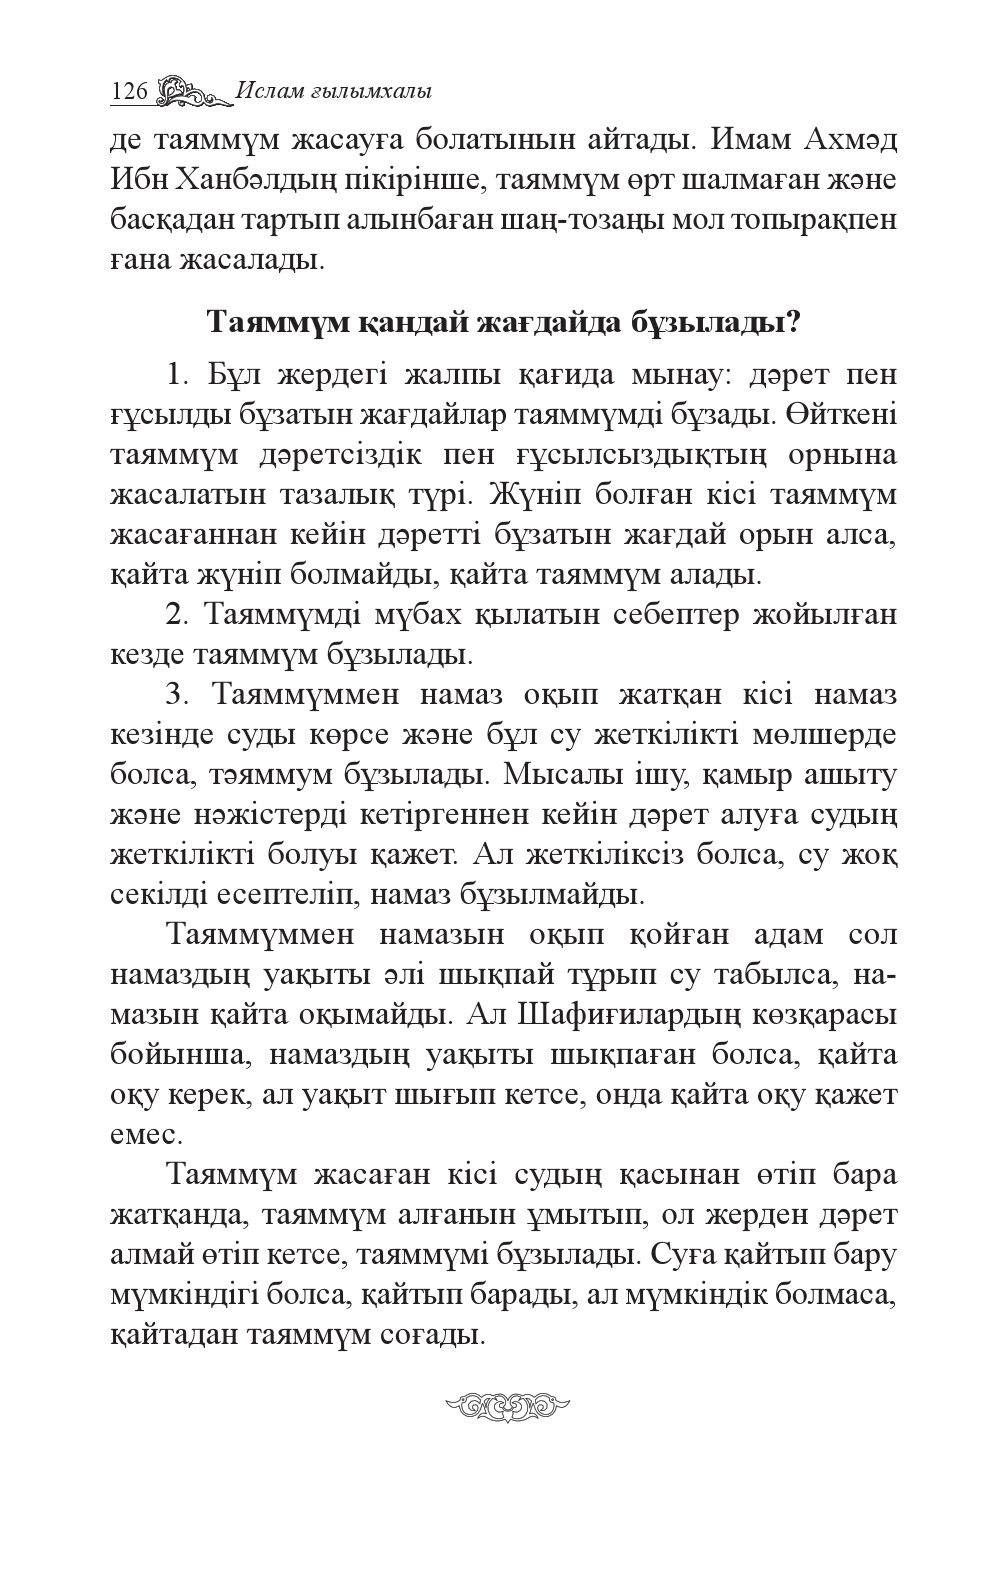 126 Ислам ғылымхалы
де таяммүм жасауға болатынын айтады. Имам Ахмәд
Ибн Ханбәлдың пікірінше, таяммүм өрт шалмаған және
басқадан тартып алынбаған шаң-тозаңы мол топырақпен
ғана жасалады.
Таяммүм қандай жағдайда бұзылады?
1. Бұл жердегі жалпы қағида мынау: дәрет пен
ғұсылды бұзатын жағдайлар таяммүмді бұзады. Өйткені
таяммүм дәретсіздік пен ғұсылсыздықтың орнына
жасалатын тазалық түрі. Жүніп болған кісі таяммүм
жасағаннан кейін дәретті бұзатын жағдай орын алса,
қайта жүніп болмайды, қайта таяммүм алады.
2. Таяммүмді мүбах қылатын себептер жойылған
кезде таяммүм бұзылады.
3. Таяммүммен намаз оқып жатқан кісі намаз
кезінде суды көрсе және бұл су жеткілікті мөлшерде
болса, тәяммум бұзылады. Мысалы ішу, қамыр ашыту
және нәжістерді кетіргеннен кейін дәрет алуға судың
жеткілікті болуы қажет. Ал жеткіліксіз болса, су жоқ
секілді есептеліп, намаз бұзылмайды.
Таяммүммен намазын оқып қойған адам сол
намаздың уақыты әлі шықпай тұрып су табылса, на-
мазын қайта оқымайды. Ал Шафиғилардың көзқарасы
бойынша, намаздың уақыты шықпаған болса, қайта
оқу керек, ал уақыт шығып кетсе, онда қайта оқу қажет
емес.
Таяммүм жасаған кісі судың қасынан өтіп бара
жатқанда, таяммүм алғанын ұмытып, ол жерден дәрет
алмай өтіп кетсе, таяммүмі бұзылады. Суға қайтып бару
мүмкіндігі болса, қайтып барады, ал мүмкіндік болмаса,
қайтадан таяммүм соғады.